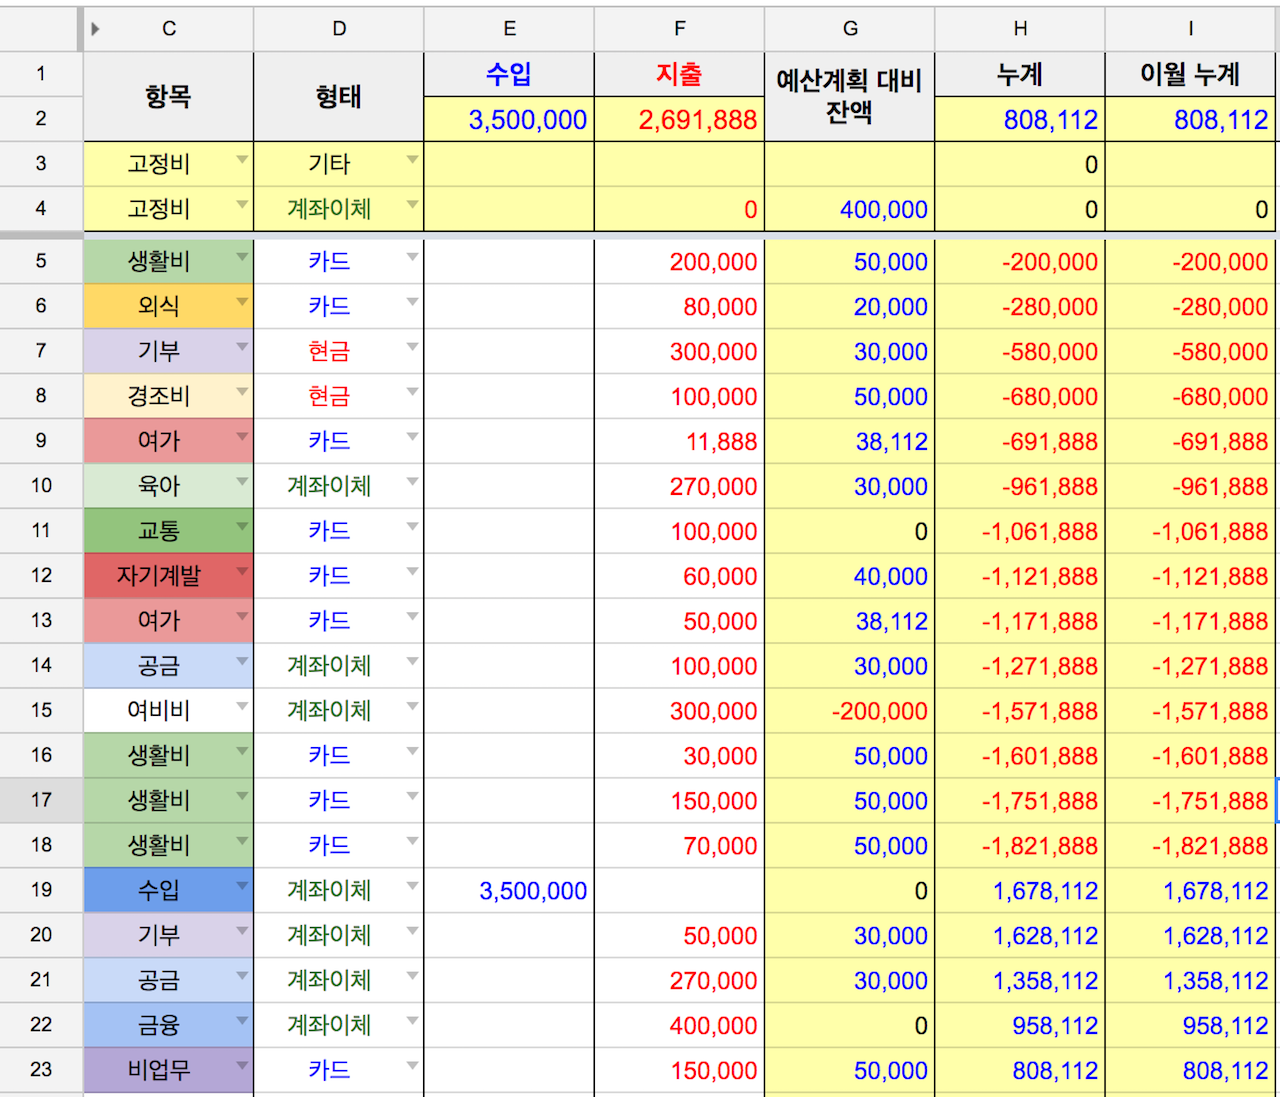 C D E F G H I
1 항목 형태 수입 지출 예산계획 대비 잔액 누계 이월 누계
2 3,500,000 2,691,888 808,112 808,112
3 고정비 기타 0
4 고정비 계좌이체 0 400,000 0 0
5 생활비 카드 200,000 50,000 -200,000 -200,000
6 외식 카드 80,000 20,000 -280,000 -280,000
7 기부 현금 300,000 30,000 -580,000 -580,000
8 경조비 현금 100,000 50,000 -680,000 -680,000
9 여가 카드 11,888 38,112 -691,888 -691,888
10 육아 계좌이체 270,000 30,000 -961,888 -961,888
11 교통 카드 100,000 0 -1,061,888 -1,061,888
12 자기계발 카드 60,000 40,000 -1,121,888 -1,121,888
13 여가 카드 50,000 38,112 -1,171,888 -1,171,888
14 공금 계좌이체 100,000 30,000 -1,271,888 -1,271,888
15 여비비 계좌이체 300,000 -200,000 -1,571,888 -1,571,888
16 생활비 카드 30,000 50,000 -1,601,888 -1,601,888
17 생활비 카드 150,000 50,000 -1,751,888 -1,751,888
18 생활비 카드 70,000 50,000 -1,821,888 -1,821,888
19 수입 계좌이체 3,500,000 0 1,678,112 1,678,112
20 기부 계좌이체 50,000 30,000 1,628,112 1,628,112
21 공금 계좌이체 270,000 30,000 1,358,112 1,358,112
22 금융 계좌이체 400,000 0 958,112 958,112
23 비업무 카드 150,000 50,000 808,112 808,112